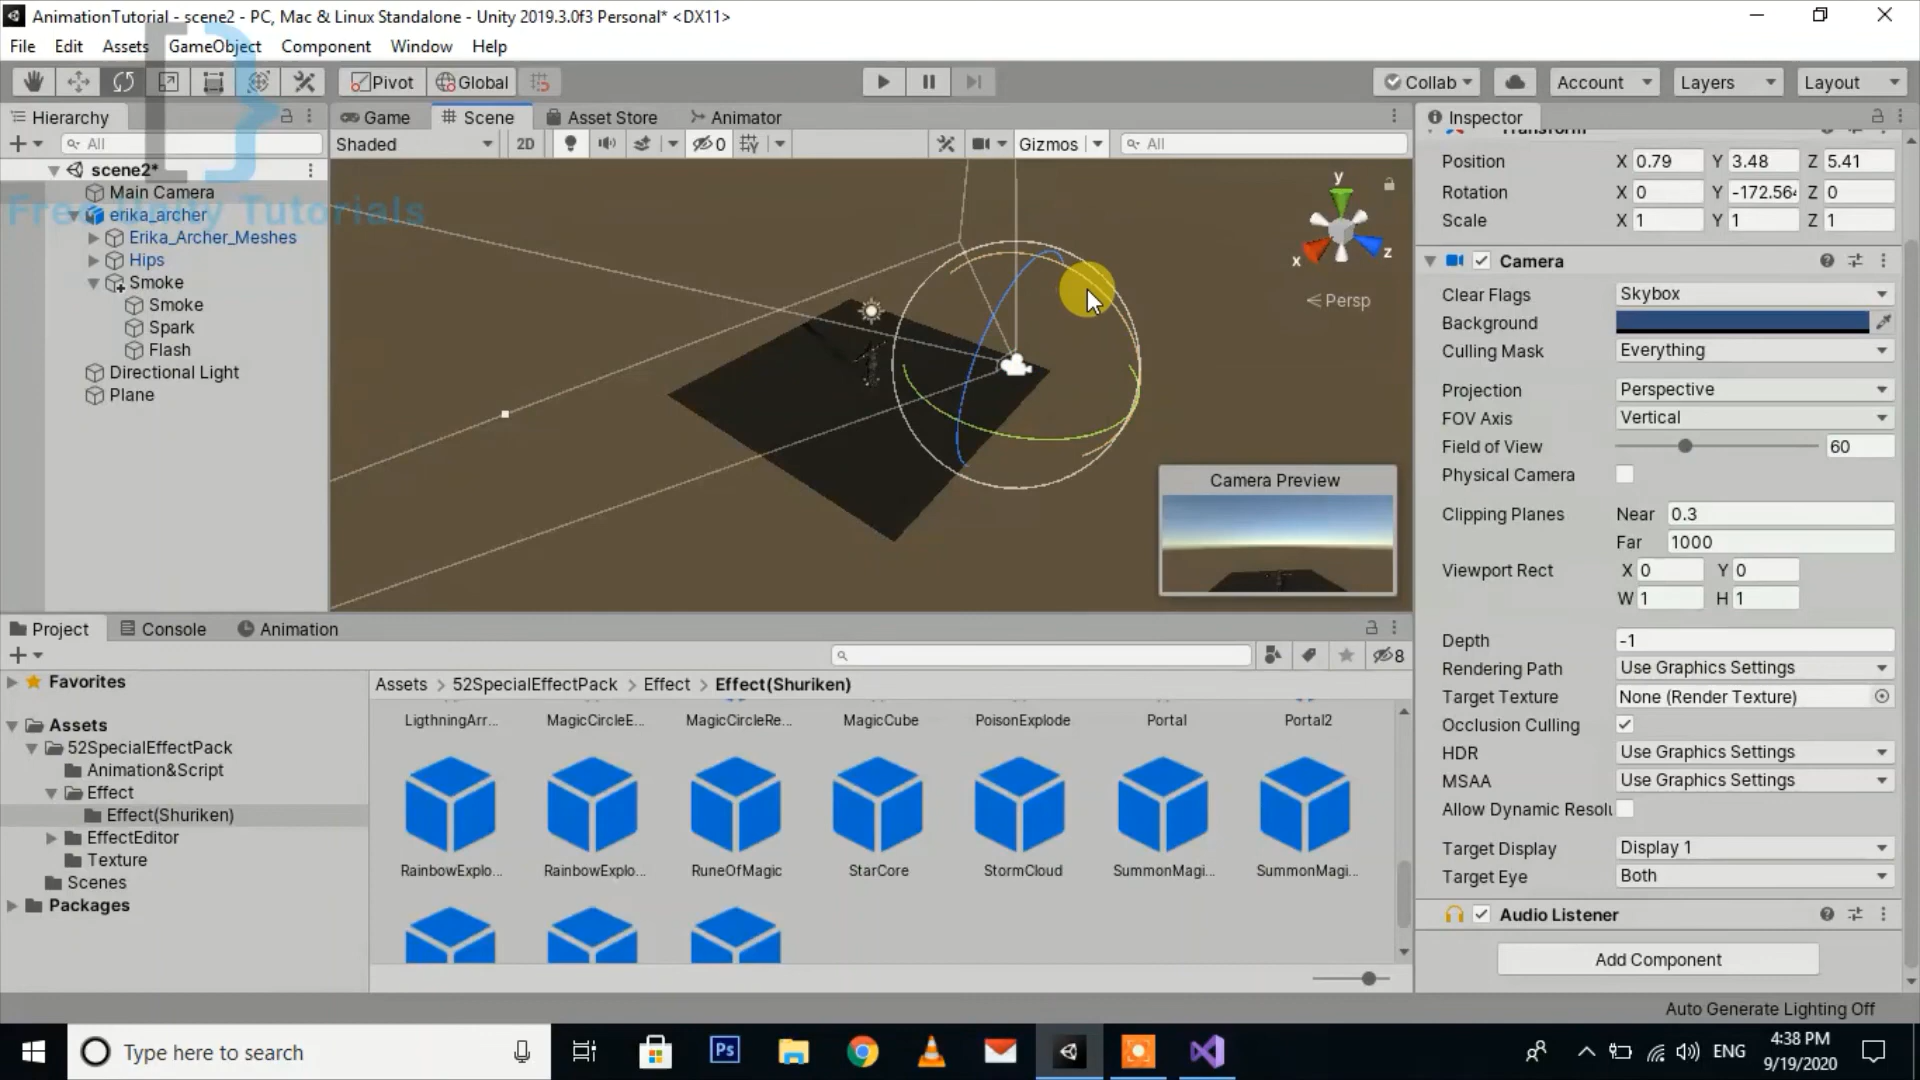 AnimationTutorial - scene2 - PC, Mac & Linux Standalone - Unity 2019.3.0f3 Personal* <DX11>
File Edit Assets GameObject Component Window Help
Pivot Global Collab Account Layers Layout
Hierarchy
All
scene2*
Main Camera
Free Unity Tutorials
erika_archer
Erika_Archer_Meshes
Hips
Smoke
Smoke
Spark
Flash
Directional Light
Plane
Game Scene Asset Store Animator
Shaded 2D 0 Gizmos All
y
x
z
Persp
Camera Preview
Inspector
Transform
Position X 0.79 Y 3.48 Z 5.41
Rotation X 0 Y -172.56 Z 0
Scale X 1 Y 1 Z 1
Camera
Clear Flags Skybox
Background
Culling Mask Everything
Projection Perspective
FOV Axis Vertical
Field of View 60
Physical Camera
Clipping Planes Near 0.3
Far 1000
Viewport Rect X 0 Y 0
W 1 H 1
Depth -1
Rendering Path Use Graphics Settings
Target Texture None (Render Texture)
Occlusion Culling
HDR Use Graphics Settings
MSAA Use Graphics Settings
Allow Dynamic Resolu
Target Display Display 1
Target Eye Both
Audio Listener
Add Component
Project Console Animation
8
Favorites
Assets
52SpecialEffectPack
Animation&Script
Effect
Effect(Shuriken)
EffectEditor
Texture
Scenes
Packages
Assets > 52SpecialEffectPack > Effect > Effect(Shuriken)
LigthningArr... MagicCircleE... MagicCircleRe... MagicCube PoisonExplode Portal Portal2
RainbowExplo... RainbowExplo... RuneOfMagic StarCore StormCloud SummonMagi... SummonMagi...
Auto Generate Lighting Off
Type here to search
Ps
ENG
4:38 PM
9/19/2020